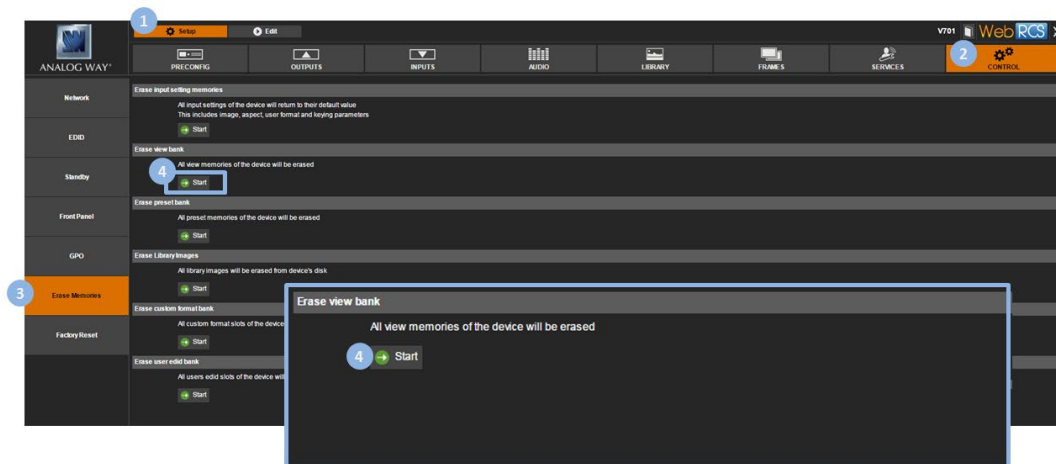 1
Setup
Edit
V701
Web RCS
ANALOG WAY®
PRECONFIG
OUTPUTS
INPUTS
AUDIO
LIBRARY
FRAMES
SERVICES
2
CONTROL
Network
EDID
Standby
Front Panel
GPO
3
Erase Memories
Factory Reset
Erase input setting memories
All input settings of the device will return to their default value
This includes image, aspect, user format and keying parameters
Start
Erase view bank
All view memories of the device will be erased
4
Start
Erase preset bank
All preset memories of the device will be erased
Start
Erase Library Images
All library images will be erased from device's disk
Start
Erase custom format bank
All custom format slots of the device
Start
Erase user edid bank
All users edid slots of the device will
Start
Erase view bank
All view memories of the device will be erased
4
Start